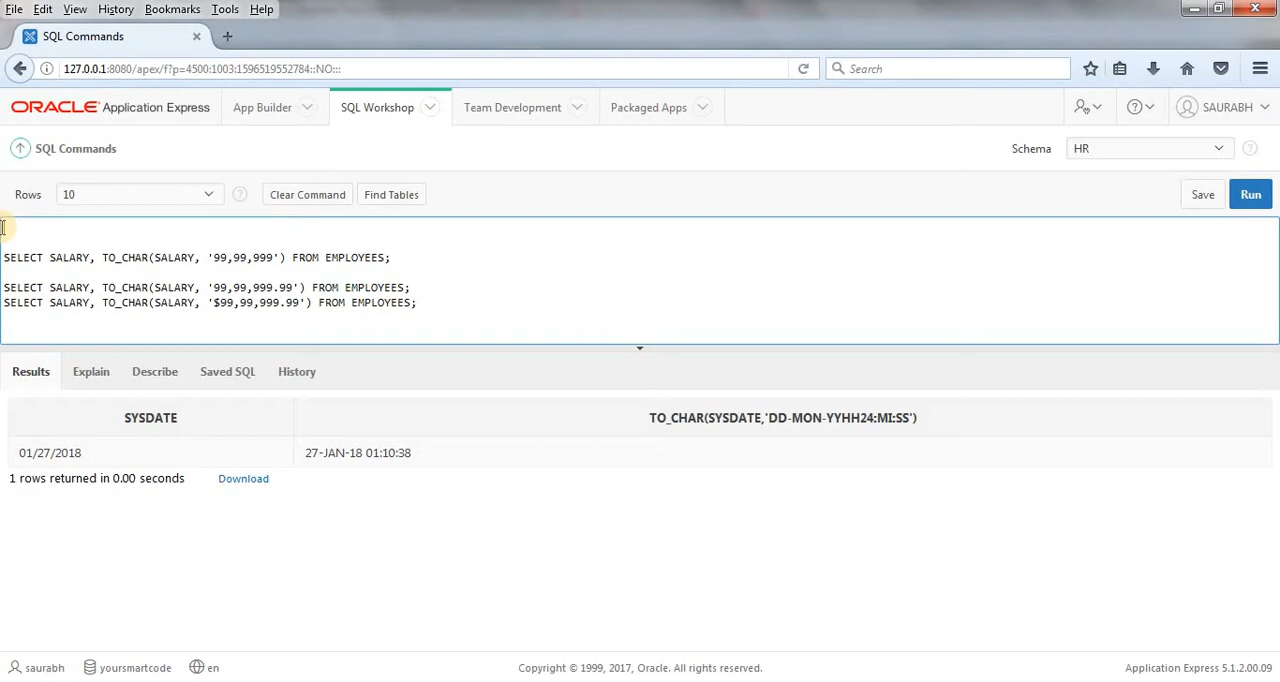 File Edit View History Bookmarks Tools Help
SQL Commands
127.0.0.1:8080/apex/f?p=4500:1003:1596519552784::NO::: Search
ORACLE Application Express App Builder SQL Workshop Team Development Packaged Apps SAURABH
SQL Commands Schema HR
Rows 10 Clear Command Find Tables Save Run
SELECT SALARY, TO_CHAR(SALARY, '99,99,999') FROM EMPLOYEES;
SELECT SALARY, TO_CHAR(SALARY, '99,99,999.99') FROM EMPLOYEES;
SELECT SALARY, TO_CHAR(SALARY, '$99,99,999.99') FROM EMPLOYEES;
Results Explain Describe Saved SQL History
SYSDATE TO_CHAR(SYSDATE,'DD-MON-YYHH24:MI:SS')
01/27/2018 27-JAN-18 01:10:38
1 rows returned in 0.00 seconds Download
saurabh yoursmartcode en Copyright © 1999, 2017, Oracle. All rights reserved. Application Express 5.1.2.00.09